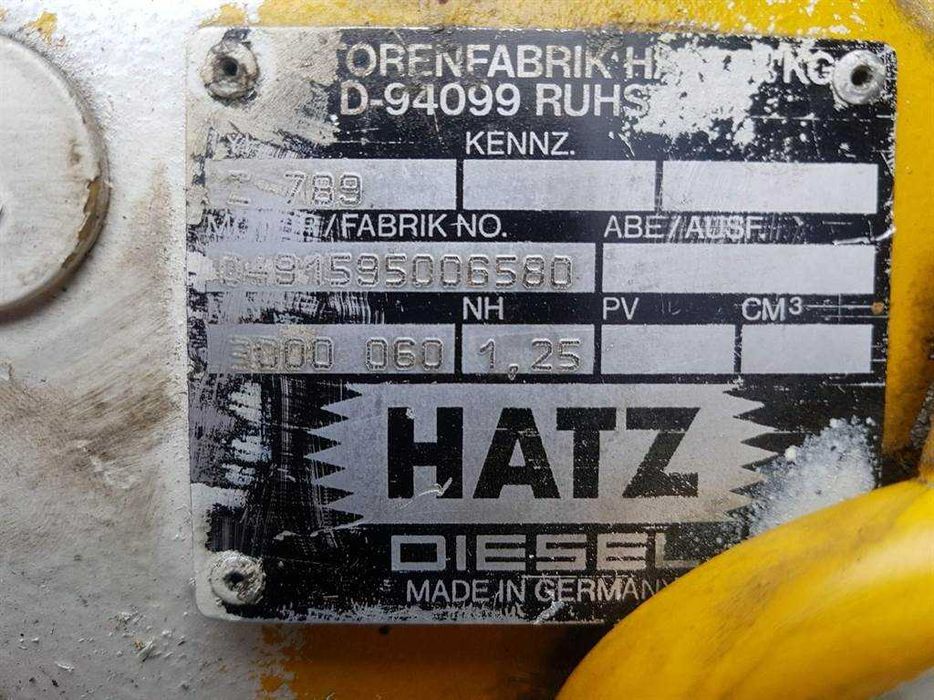 ORENFABRIK KG
D-94099 RUHS
KENNZ.
Z 789
/FABRIK NO. ABE/AUSF.
0491595006580
NH PV CM³
3000 060 1,25
HATZ
DIESEL
MADE IN GERMANY